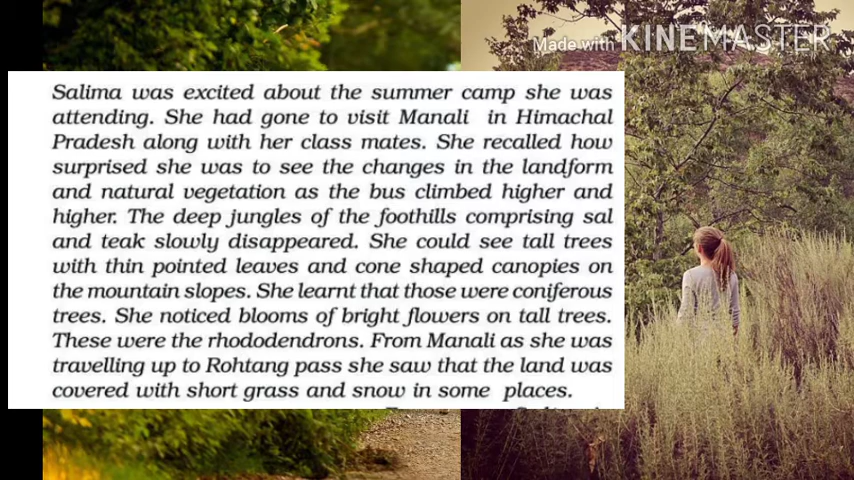 Made with KINEMASTER
Salima was excited about the summer camp she was
attending. She had gone to visit Manali in Himachal
Pradesh along with her class mates. She recalled how
surprised she was to see the changes in the landform
and natural vegetation as the bus climbed higher and
higher. The deep jungles of the foothills comprising sal
and teak slowly disappeared. She could see tall trees
with thin pointed leaves and cone shaped canopies on
the mountain slopes. She learnt that those were coniferous
trees. She noticed blooms of bright flowers on tall trees.
These were the rhododendrons. From Manali as she was
travelling up to Rohtang pass she saw that the land was
covered with short grass and snow in some places.